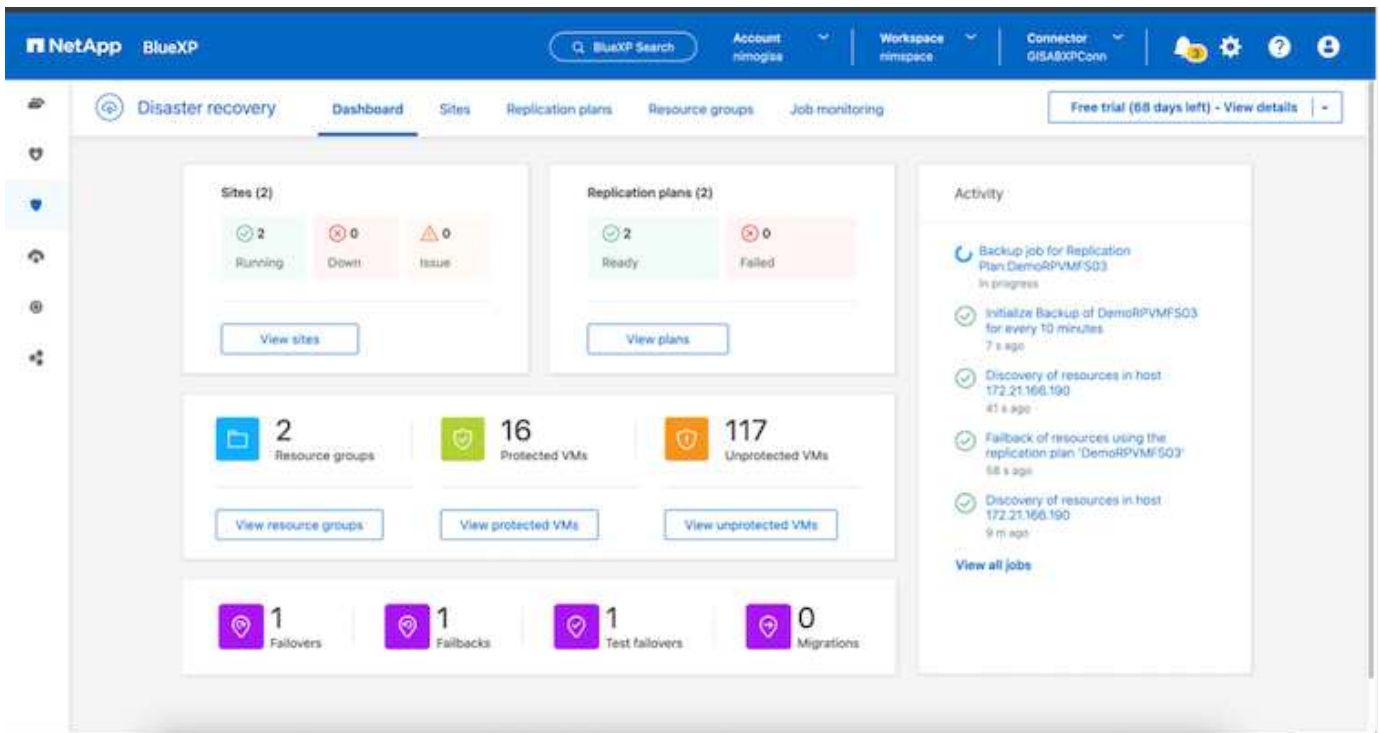 NetApp BlueXP
BlueXP Search
Account
nimogisa
Workspace
nimspace
Connector
GISABXPConn
3
Disaster recovery
Dashboard
Sites
Replication plans
Resource groups
Job monitoring
Free trial (68 days left) - View details
Sites (2)
2
Running
0
Down
0
Issue
View sites
Replication plans (2)
2
Ready
0
Failed
View plans
2
Resource groups
View resource groups
16
Protected VMs
View protected VMs
117
Unprotected VMs
View unprotected VMs
1
Failovers
1
Failbacks
1
Test failovers
0
Migrations
Activity
Backup job for Replication
Plan:DemoRPVMFS03
In progress
Initialize Backup of DemoRPVMFS03
for every 10 minutes
7 s ago
Discovery of resources in host
172.21.166.190
41 s ago
Failback of resources using the
replication plan 'DemoRPVMFS03'
58 s ago
Discovery of resources in host
172.21.166.190
9 m ago
View all jobs